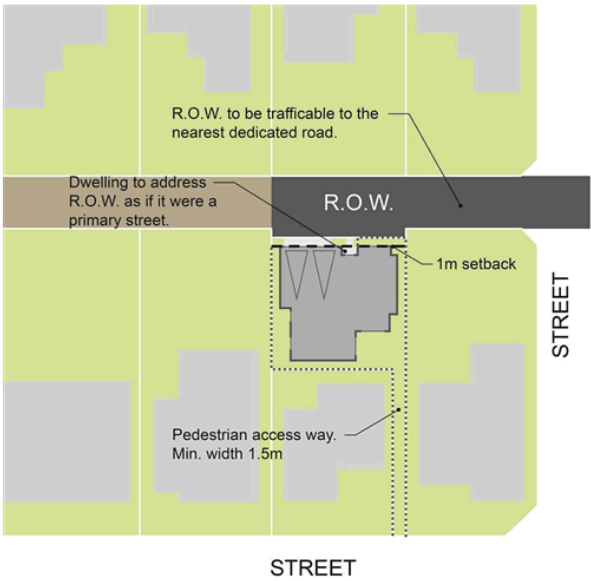 R.O.W. to be trafficable to the
nearest dedicated road.
Dwelling to address
R.O.W. as if it were a
primary street.
R.O.W.
1m setback
STREET
Pedestrian access way.
Min. width 1.5m
STREET